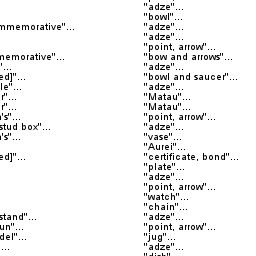 "adze"...
"bowl"...
mmemorative"... "adze"...
"adze"...
"point, arrow"...
memorative"... "bow and arrows"...
"... "adze"...
ed]"... "bowl and saucer"...
le"... "adze"...
r"... "Matau"...
r"... "Matau"...
's"... "point, arrow"...
stud box"... "adze"...
's"... "vase"...
"Aurei"...
ed]"... "certificate, bond"...
"plate"...
"adze"...
"point, arrow"...
"watch"...
"chain"...
stand"... "adze"...
un"... "point, arrow"...
del"... "jug"...
... "adze"...